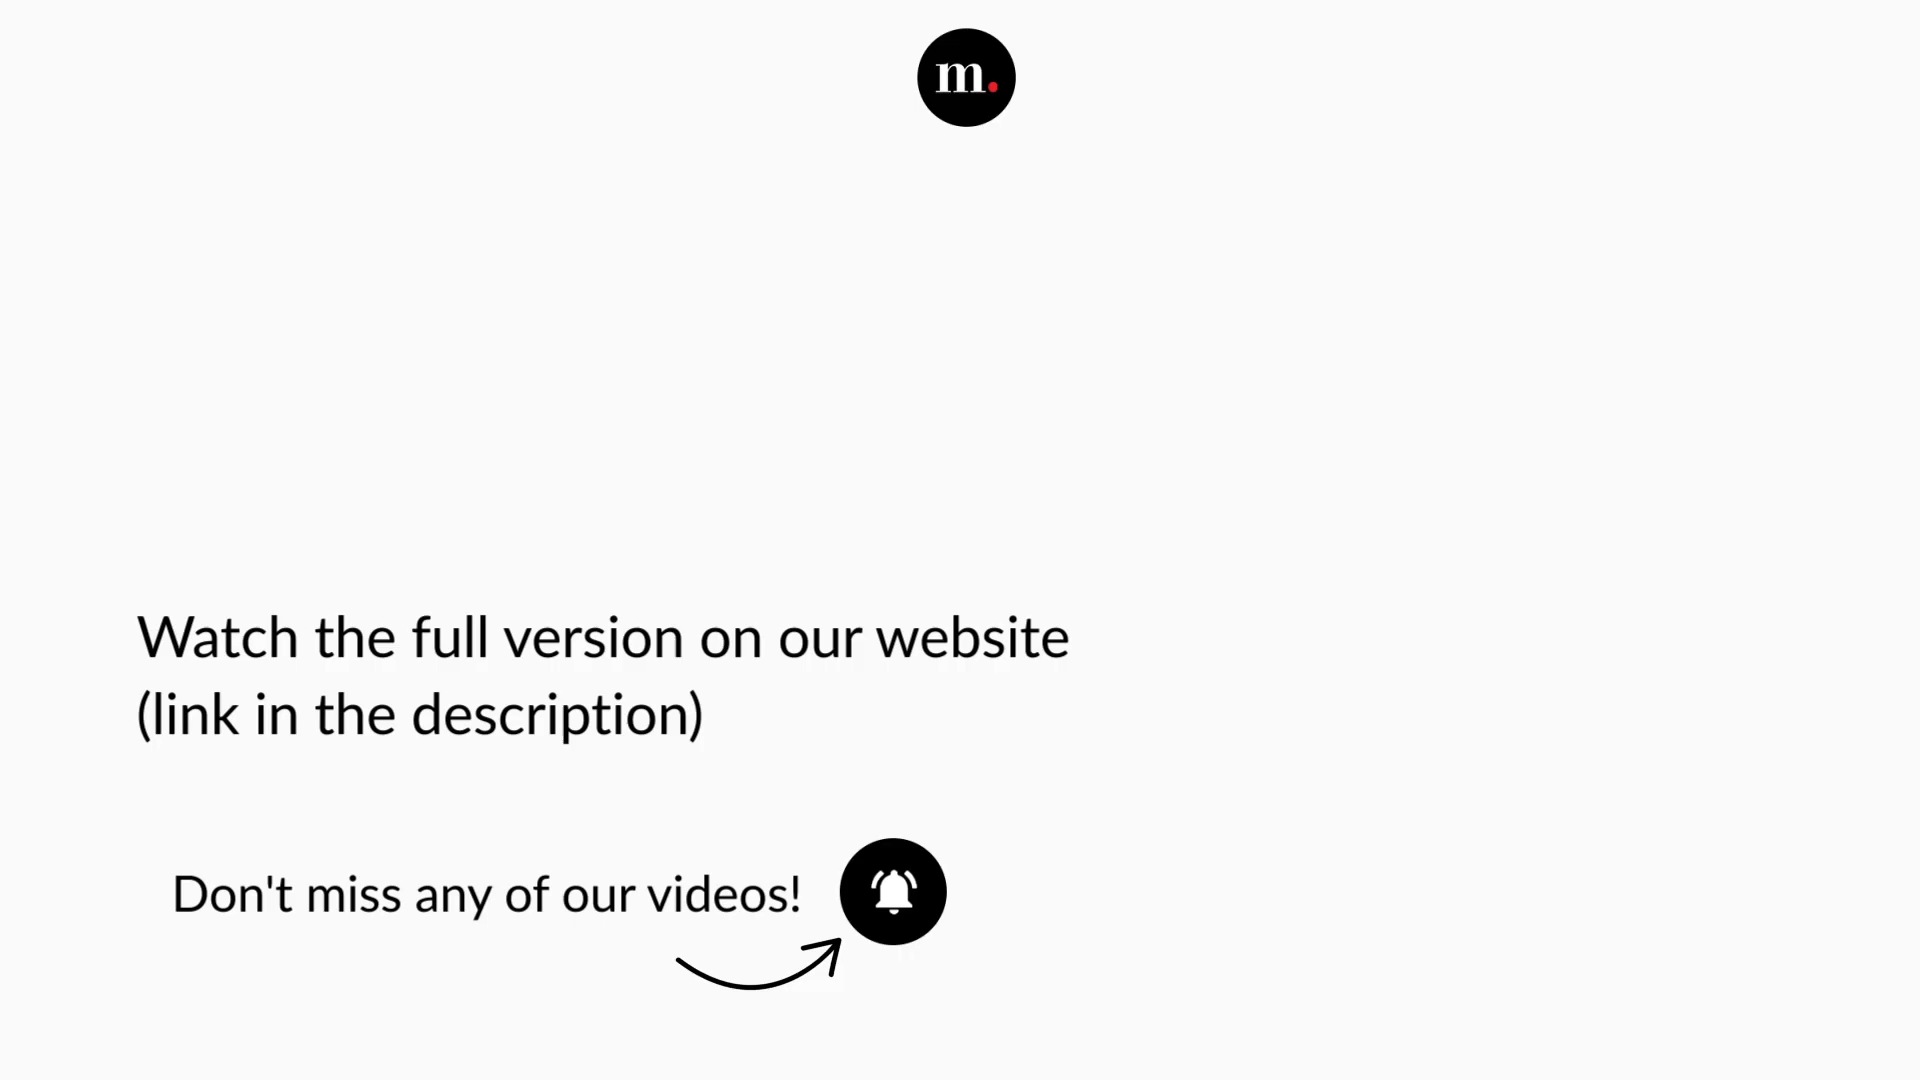 m.
Watch the full version on our website
(link in the description)
Don't miss any of our videos!